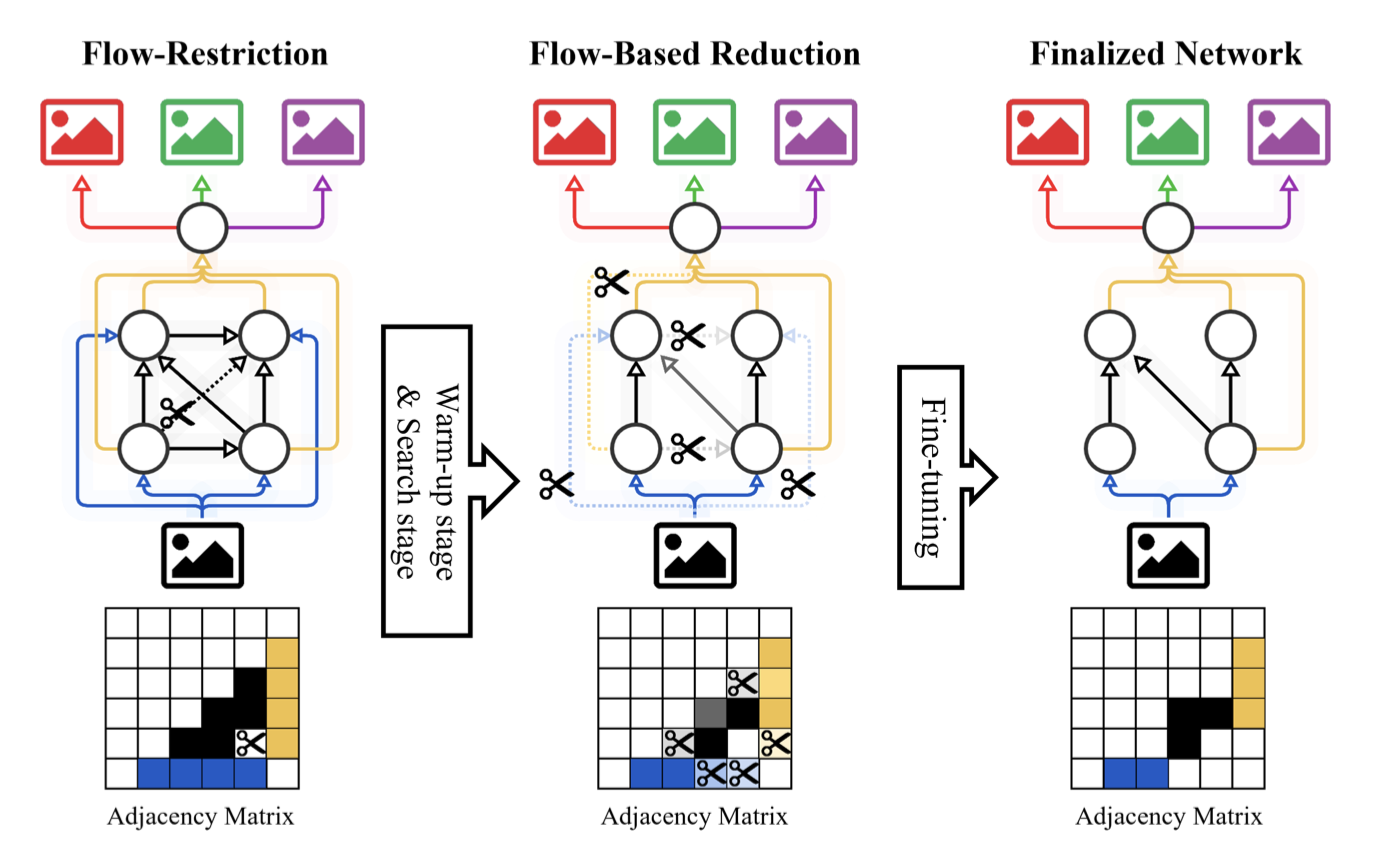 Flow-Restriction
Flow-Based Reduction
Finalized Network
Warm-up stage
& Search stage
Fine-tuning
Adjacency Matrix
Adjacency Matrix
Adjacency Matrix